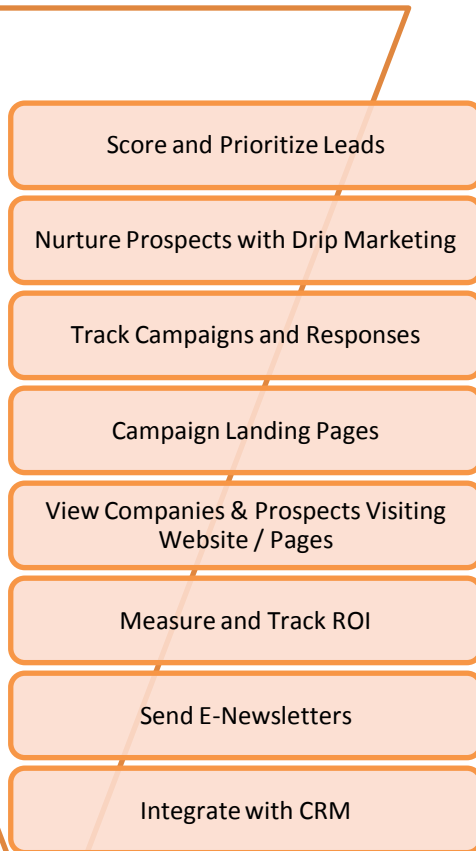 Score and Prioritize Leads
Nurture Prospects with Drip Marketing
Track Campaigns and Responses
Campaign Landing Pages
View Companies & Prospects Visiting
Website / Pages
Measure and Track ROI
Send E-Newsletters
Integrate with CRM